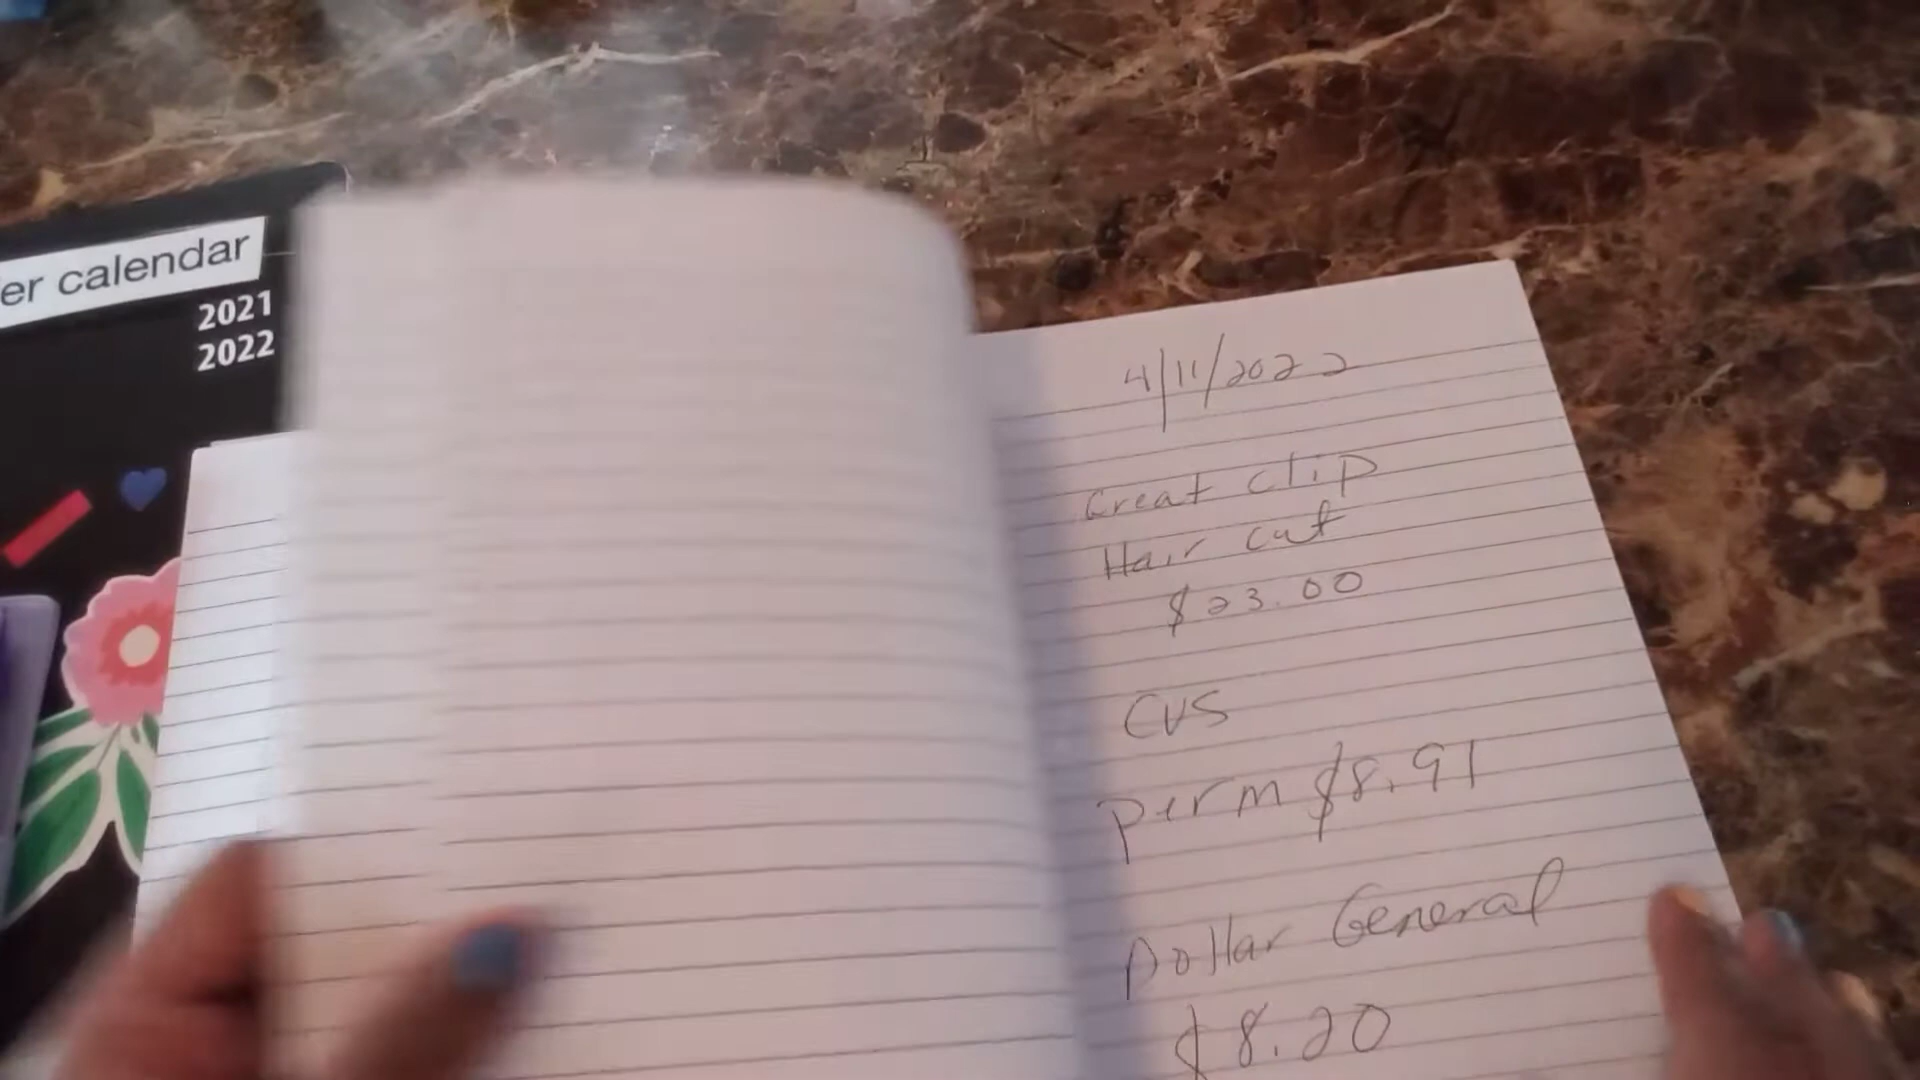 er calendar
2021
2022
4/11/2022
Great clip
Hair cut
$23.00
CVS
perm $8.91
Dollar General
$8.20